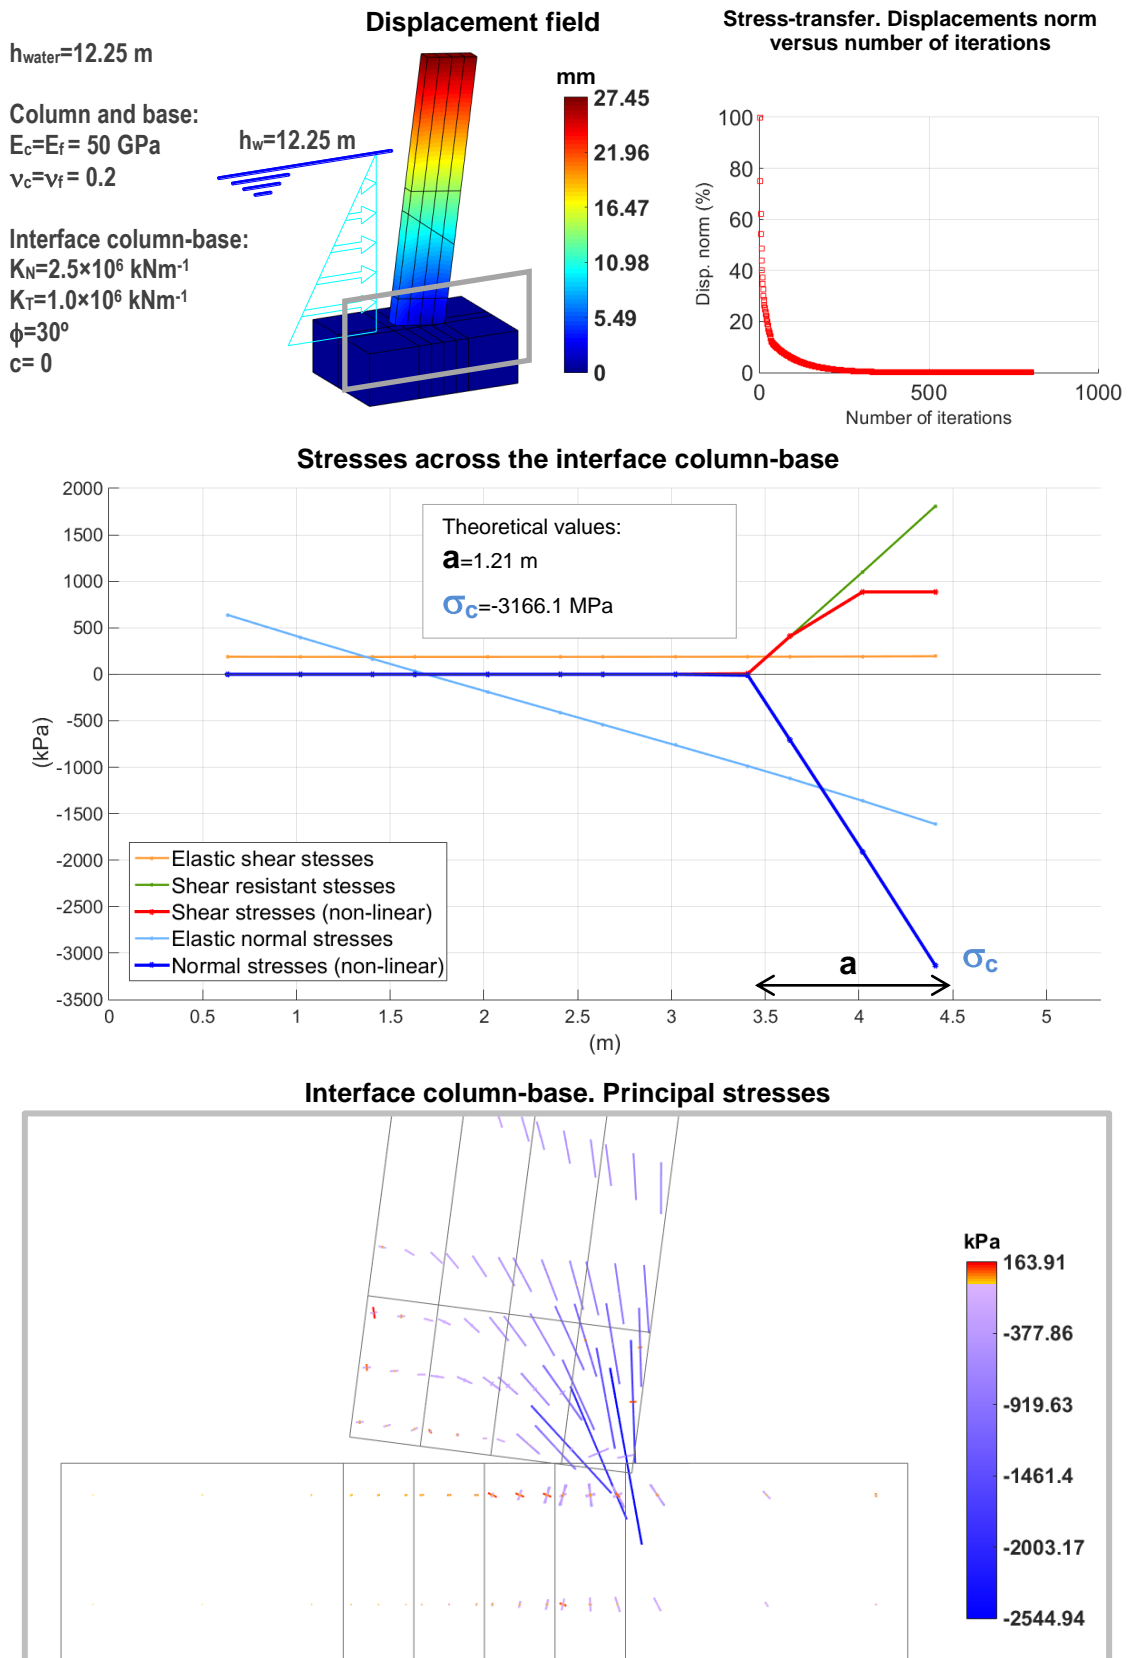 Displacement field
Stress-transfer. Displacements norm
versus number of iterations
hwater=12.25 m
Column and base:
Ec=Ef = 50 GPa
νc=νf = 0.2
Interface column-base:
KN=2.5×10⁶ kNm⁻¹
KT=1.0×10⁶ kNm⁻¹
ϕ=30º
c= 0
hw=12.25 m
mm
27.45
21.96
16.47
10.98
5.49
0
100
80
60
40
20
0
Disp. norm (%)
0 500 1000
Number of iterations
Stresses across the interface column-base
2000
1500
1000
500
0
-500
-1000
-1500
-2000
-2500
-3000
-3500
(kPa)
Theoretical values:
a=1.21 m
σc=-3166.1 MPa
Elastic shear stesses
Shear resistant stesses
Shear stresses (non-linear)
Elastic normal stresses
Normal stresses (non-linear)
a
σc
0 0.5 1 1.5 2 2.5 3 3.5 4 4.5 5
(m)
Interface column-base. Principal stresses
kPa
163.91
-377.86
-919.63
-1461.4
-2003.17
-2544.94